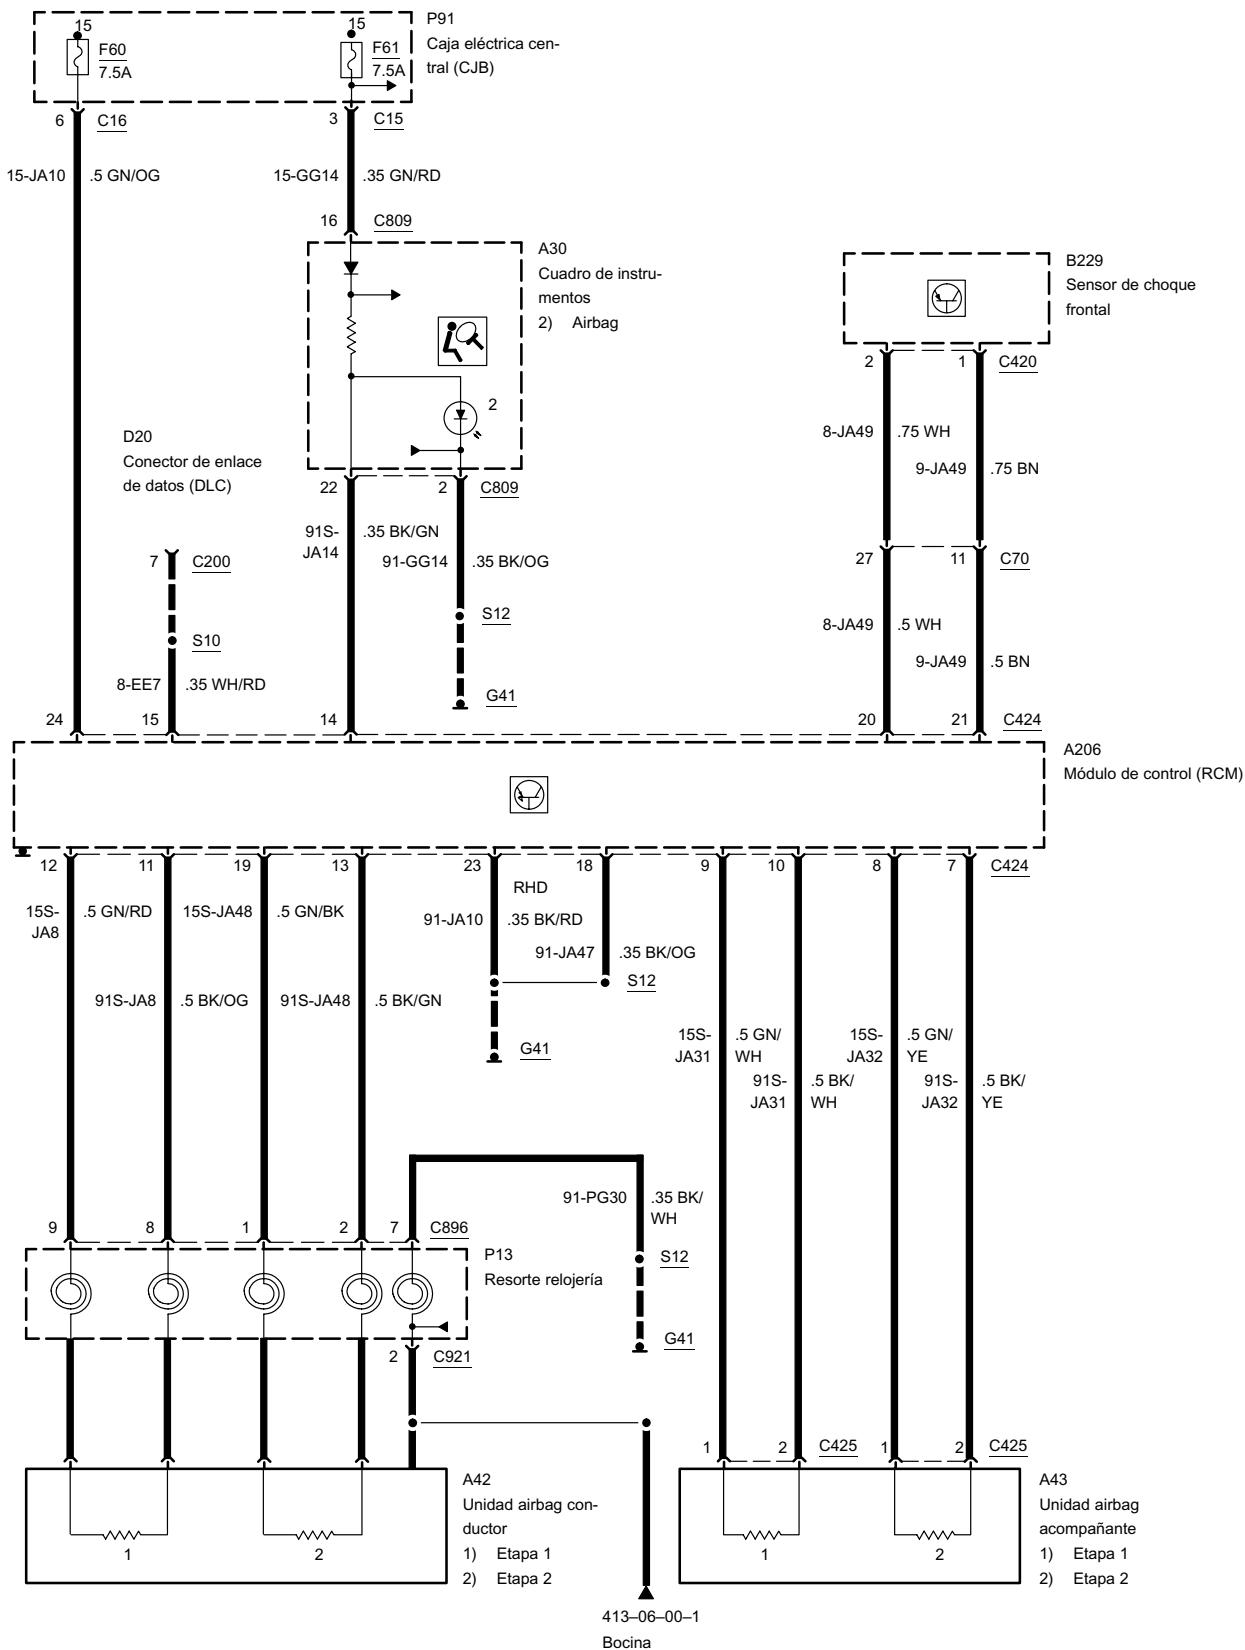 15
F60
7.5A
15
F61
7.5A
P91
Caja eléctrica cen-
tral (CJB)
6
C16
3
C15
15-JA10
.5 GN/OG
15-GG14
.35 GN/RD
16
C809
A30
Cuadro de instru-
mentos
2) Airbag
2
B229
Sensor de choque
frontal
2
1
C420
8-JA49
.75 WH
9-JA49
.75 BN
D20
Conector de enlace
de datos (DLC)
22
2
C809
91S-
JA14
.35 BK/GN
91-GG14
.35 BK/OG
7
C200
27
11
C70
S10
S12
8-JA49
.5 WH
9-JA49
.5 BN
8-EE7
.35 WH/RD
G41
24
15
14
20
21
C424
A206
Módulo de control (RCM)
12
11
19
13
23
18
9
10
8
7
C424
RHD
15S-
JA8
.5 GN/RD
15S-JA48
.5 GN/BK
91-JA10
.35 BK/RD
91-JA47
.35 BK/OG
S12
91S-JA8
.5 BK/OG
91S-JA48
.5 BK/GN
G41
15S-
JA31
.5 GN/
WH
91S-
JA31
.5 BK/
WH
15S-
JA32
.5 GN/
YE
91S-
JA32
.5 BK/
YE
91-PG30
.35 BK/
WH
9
8
1
2
7
C896
S12
P13
Resorte relojería
G41
2
C921
1
2
C425
1
2
C425
A42
Unidad airbag con-
ductor
1) Etapa 1
2) Etapa 2
1
2
A43
Unidad airbag
acompañante
1) Etapa 1
2) Etapa 2
1
2
413–06–00–1
Bocina